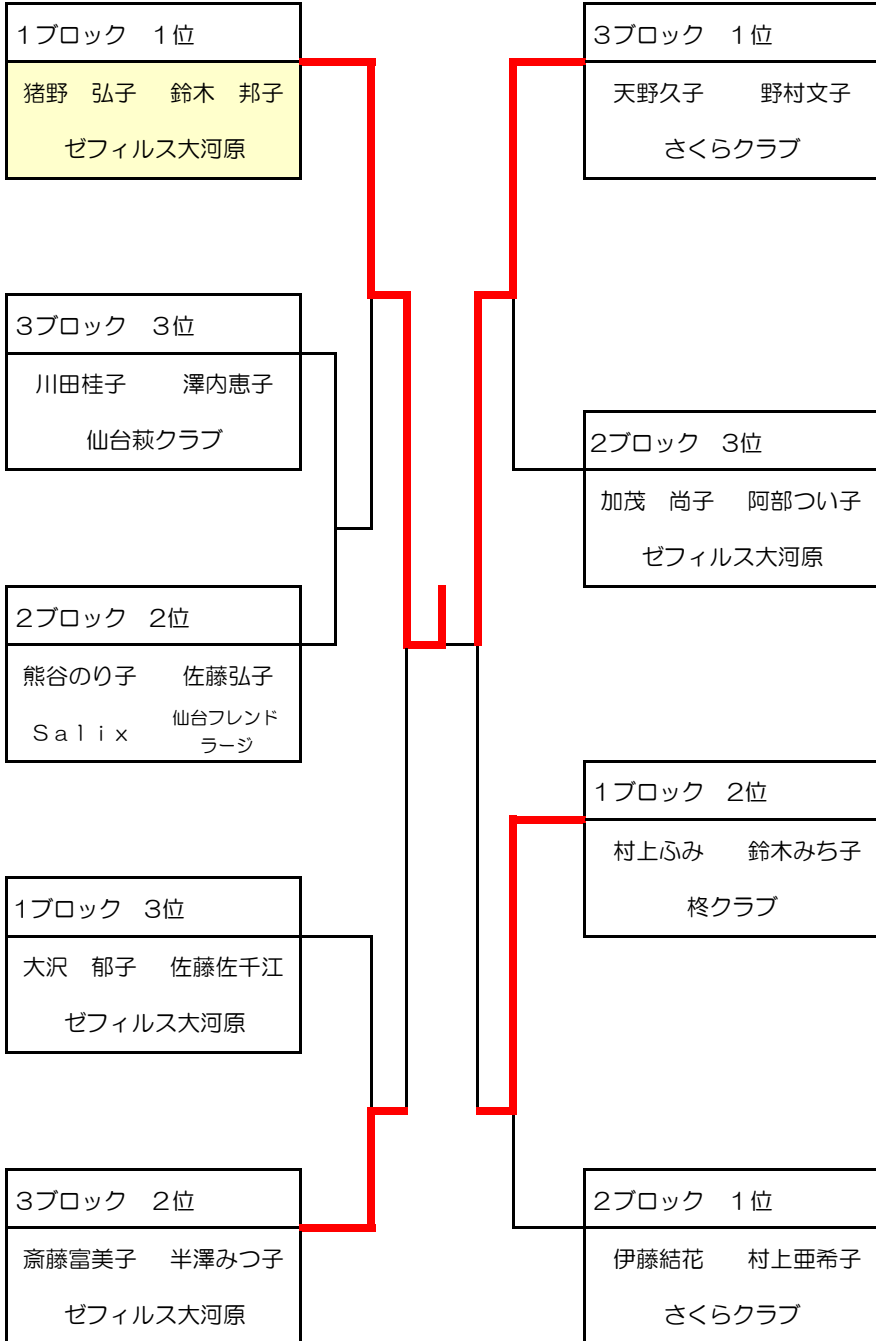 1ブロック　1位
猪野　弘子　鈴木　邦子
ゼフィルス大河原
3ブロック　3位
川田桂子　澤内恵子
仙台萩クラブ
2ブロック　2位
熊谷のり子　佐藤弘子
Ｓａｌｉｘ　仙台フレンド
ラージ
1ブロック　3位
大沢　郁子　佐藤佐千江
ゼフィルス大河原
3ブロック　2位
斎藤富美子　半澤みつ子
ゼフィルス大河原
3ブロック　1位
天野久子　野村文子
さくらクラブ
2ブロック　3位
加茂　尚子　阿部つい子
ゼフィルス大河原
1ブロック　2位
村上ふみ　鈴木みち子
柊クラブ
2ブロック　1位
伊藤結花　村上亜希子
さくらクラブ